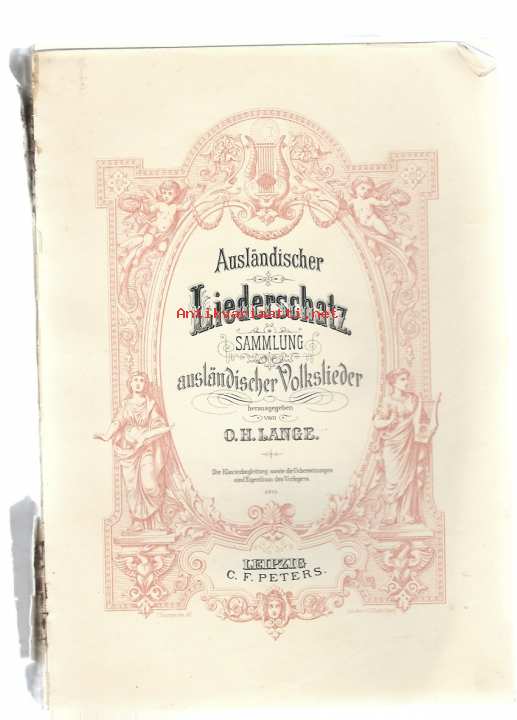 Ausländischer
Liederschatz.
Antikvariaatti.net
SAMMLUNG
ausländischer Volkslieder
herausgegeben
von
O. H. LANGE.
Die Klavierbegleitung sowie die Uebersetzungen
sind Eigenthum des Verlegers.
LEIPZIG
C. F. PETERS.